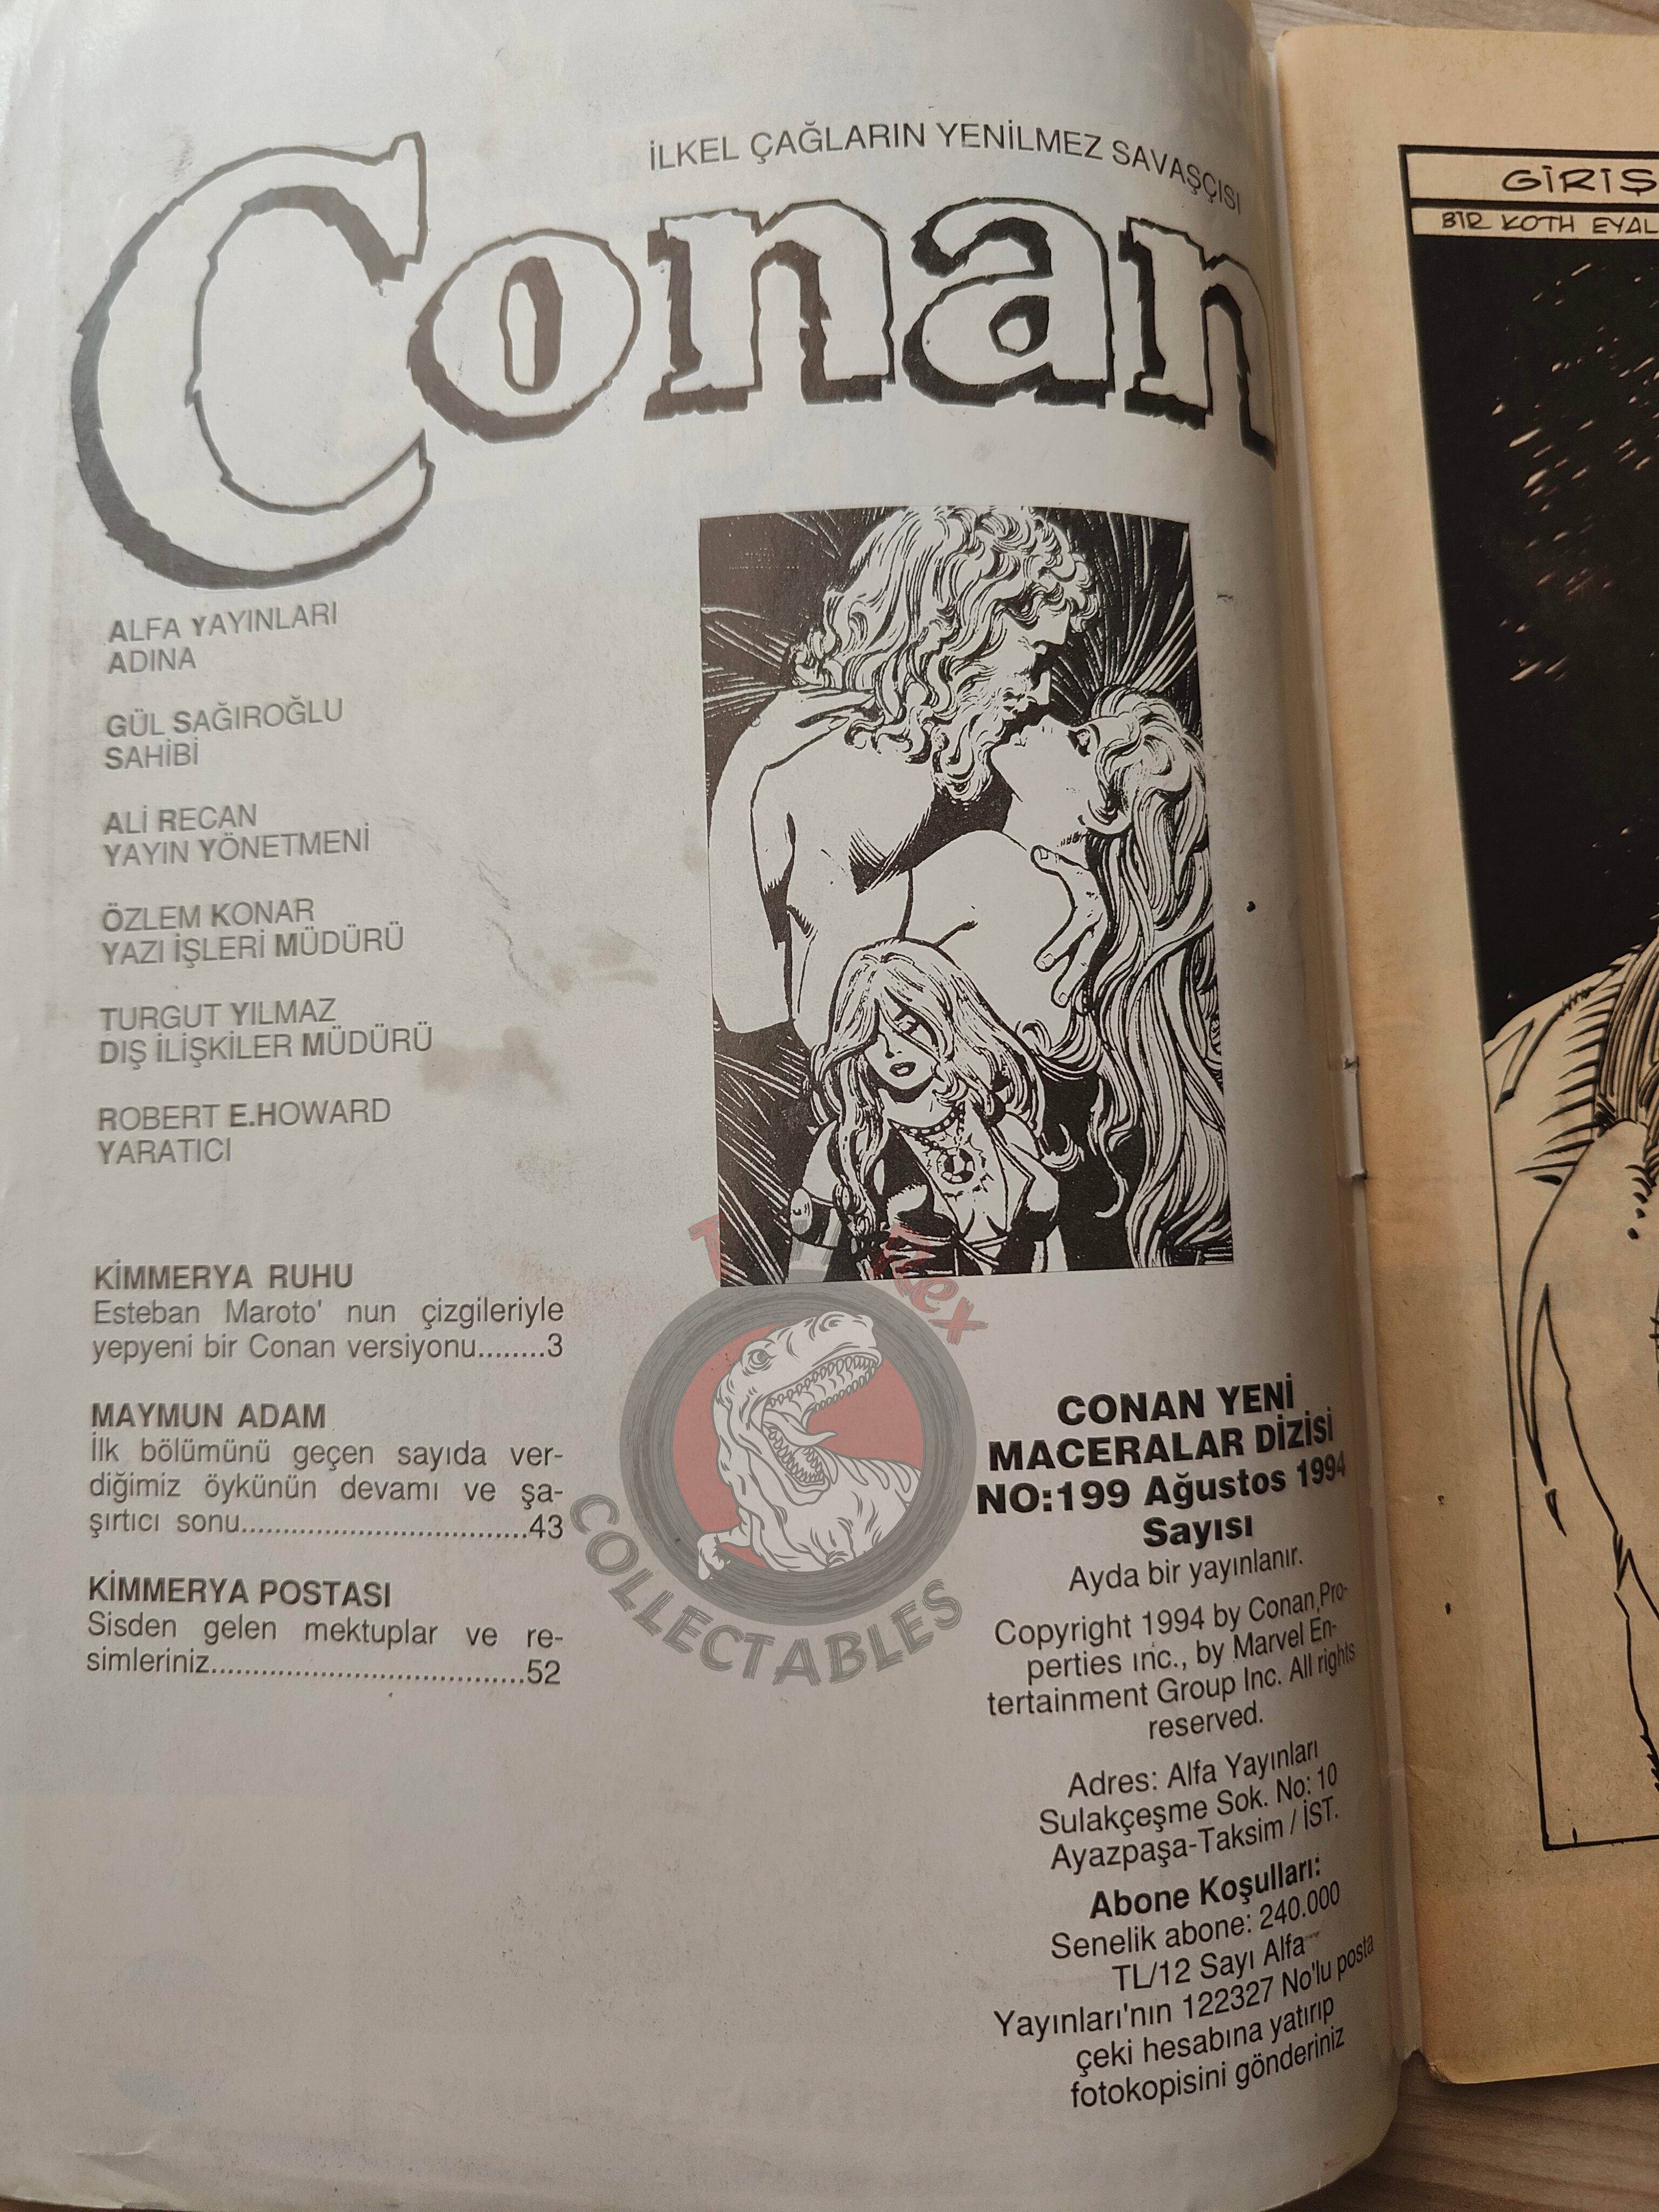 İLKEL ÇAĞLARIN YENİLMEZ SAVAŞÇISI
Conan
ALFA YAYINLARI
ADINA
GÜL SAĞIROĞLU
SAHİBİ
ALİ RECAN
YAYIN YÖNETMENİ
ÖZLEM KONAR
YAZI İŞLERİ MÜDÜRÜ
TURGUT YILMAZ
DIŞ İLİŞKİLER MÜDÜRÜ
ROBERT E.HOWARD
YARATICI
KİMMERYA RUHU
Esteban Maroto' nun çizgileriyle
yepyeni bir Conan versiyonu........3
MAYMUN ADAM
İlk bölümünü geçen sayıda ver-
diğimiz öykünün devamı ve şa-
şırtıcı sonu..................................43
KİMMERYA POSTASI
Sisden gelen mektuplar ve re-
simleriniz......................................52
T Rex
COLLECTABLES
CONAN YENİ
MACERALAR DİZİSİ
NO:199 Ağustos 1994
Sayısı
Ayda bir yayınlanır.
Copyright 1994 by Conan Pro-
perties ınc., by Marvel En-
tertainment Group Inc. All rights
reserved.
Adres: Alfa Yayınları
Sulakçeşme Sok. No: 10
Ayazpaşa-Taksim / İST.
Abone Koşulları:
Senelik abone: 240.000
TL/12 Sayı Alfa
Yayınları'nın 122327 No'lu posta
çeki hesabına yatırıp
fotokopisini gönderiniz
GİRİŞ
BİR KOTH EYAL